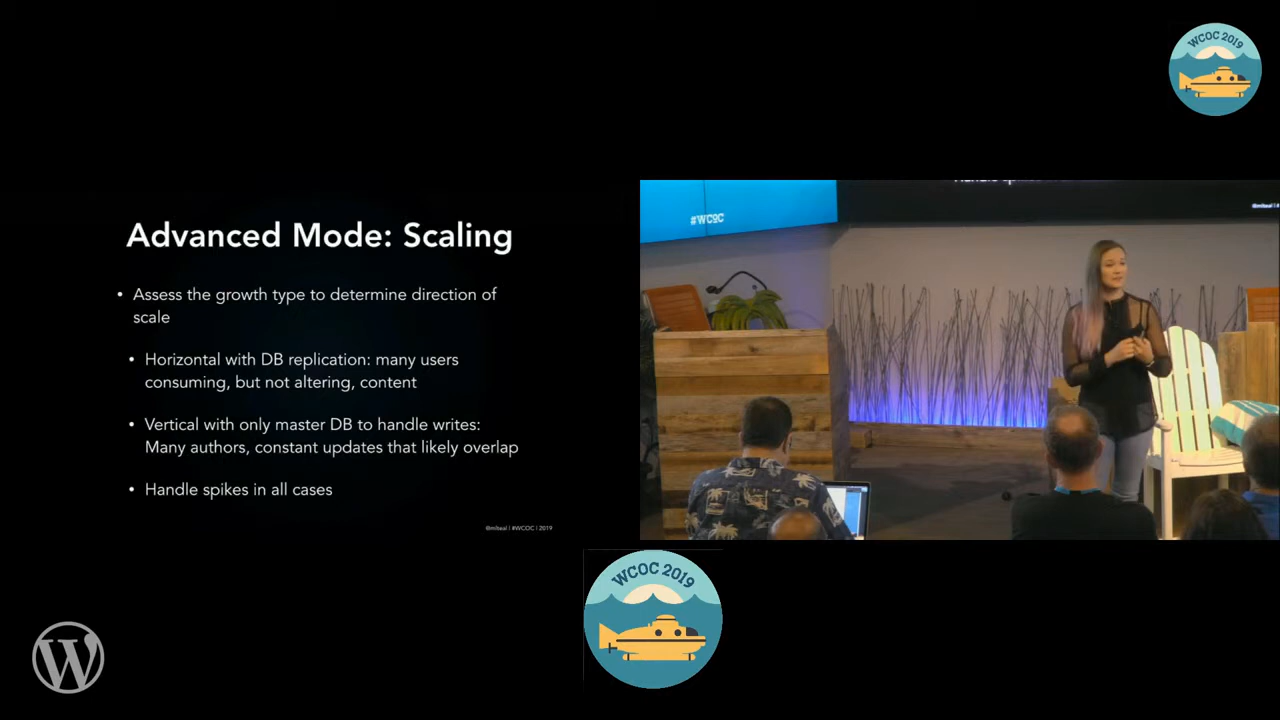 WCOC 2019
#WCOC
Advanced Mode: Scaling
• Assess the growth type to determine direction of
scale
• Horizontal with DB replication: many users
consuming, but not altering, content
• Vertical with only master DB to handle writes:
Many authors, constant updates that likely overlap
• Handle spikes in all cases
@mlteal | #WCOC | 2019
WCOC 2019
W